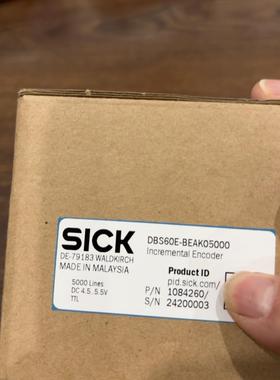 SICK
DE-79183 WALDKIRCH
MADE IN MALAYSIA
5000 Lines
DC 4.5...5.5V
TTL
DBS60E-BEAK05000
Incremental Encoder
Product ID
pid.sick.com/
P/N 1084260/
S/N 24200003